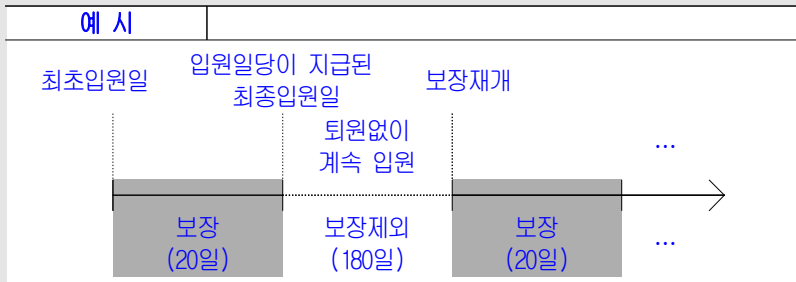 예 시
최초입원일
입원일당이 지급된
최종입원일
보장재개
퇴원없이
계속 입원
...
보장
(20일)
보장제외
(180일)
보장
(20일)
...